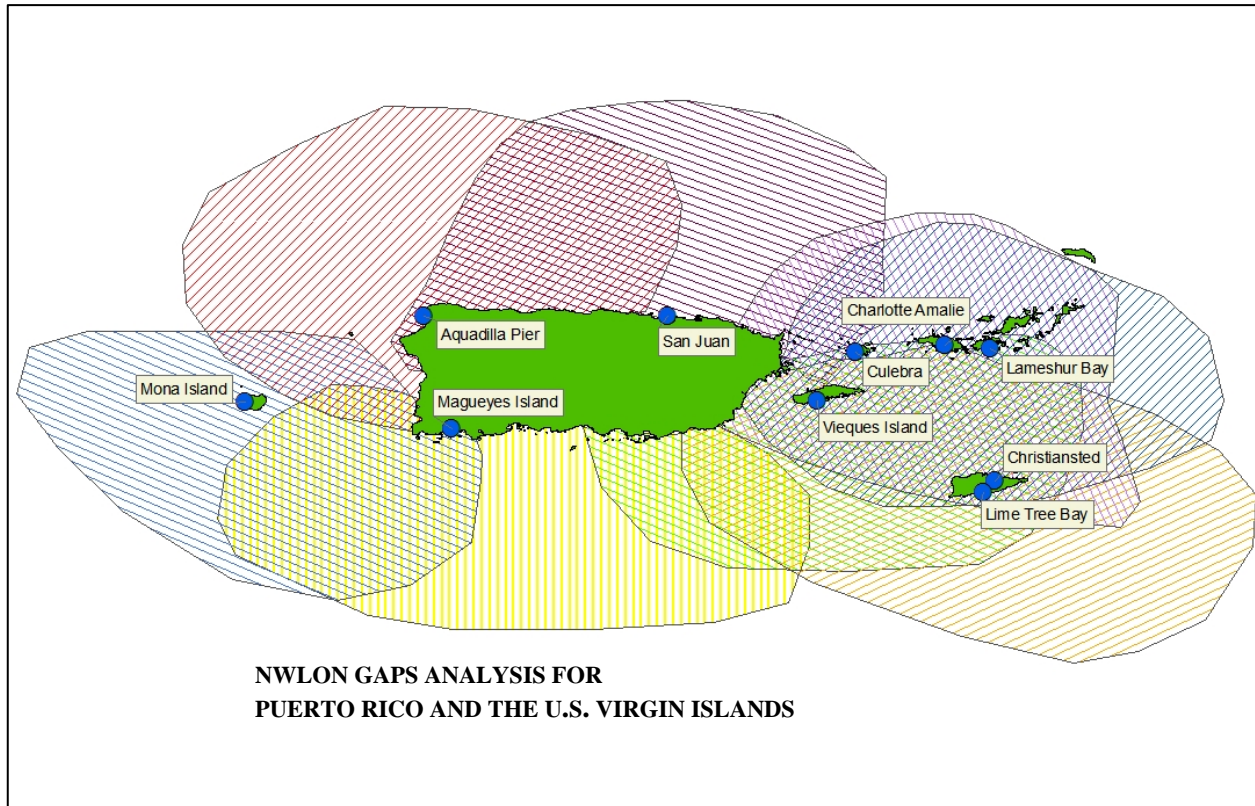 Charlotte Amalie
Aquadilla Pier
San Juan
Culebra
Lameshur Bay
Mona Island
Magueyes Island
Vieques Island
Christiansted
Lime Tree Bay
NWLON GAPS ANALYSIS FOR
PUERTO RICO AND THE U.S. VIRGIN ISLANDS